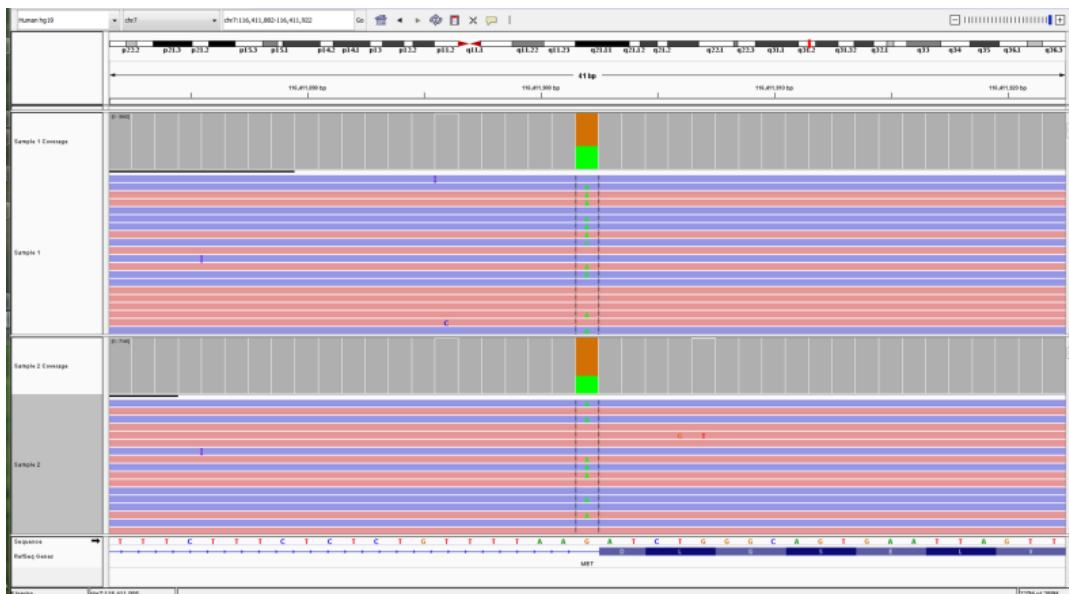 Human hg19 chr7 chr7:116,411,882-116,411,922 Go
p22.2 p21.3 p21.2 p15.3 p15.1 p14.2 p14.1 p13 p12.2 p11.2 q11.1 q11.22 q11.23 q21.11 q21.12 q21.2 q22.1 q22.3 q31.1 q31.2 q31.32 q32.1 q33 q34 q35 q36.1 q36.3
41 bp
116,411,890 bp 116,411,900 bp 116,411,910 bp 116,411,920 bp
Sample 1 Coverage
I
A
A
A
A
A
A
Sample 1
I
A
A
A
C
A
Sample 2 Coverage
A
A
G T
I
A
Sample 2
A
A
A
A
Sequence T T T C T T T C T C T C T G T T T T A A G A T C T G G G C A G T G A A T T A G T T
RefSeq Genes D L G S E L V
MET